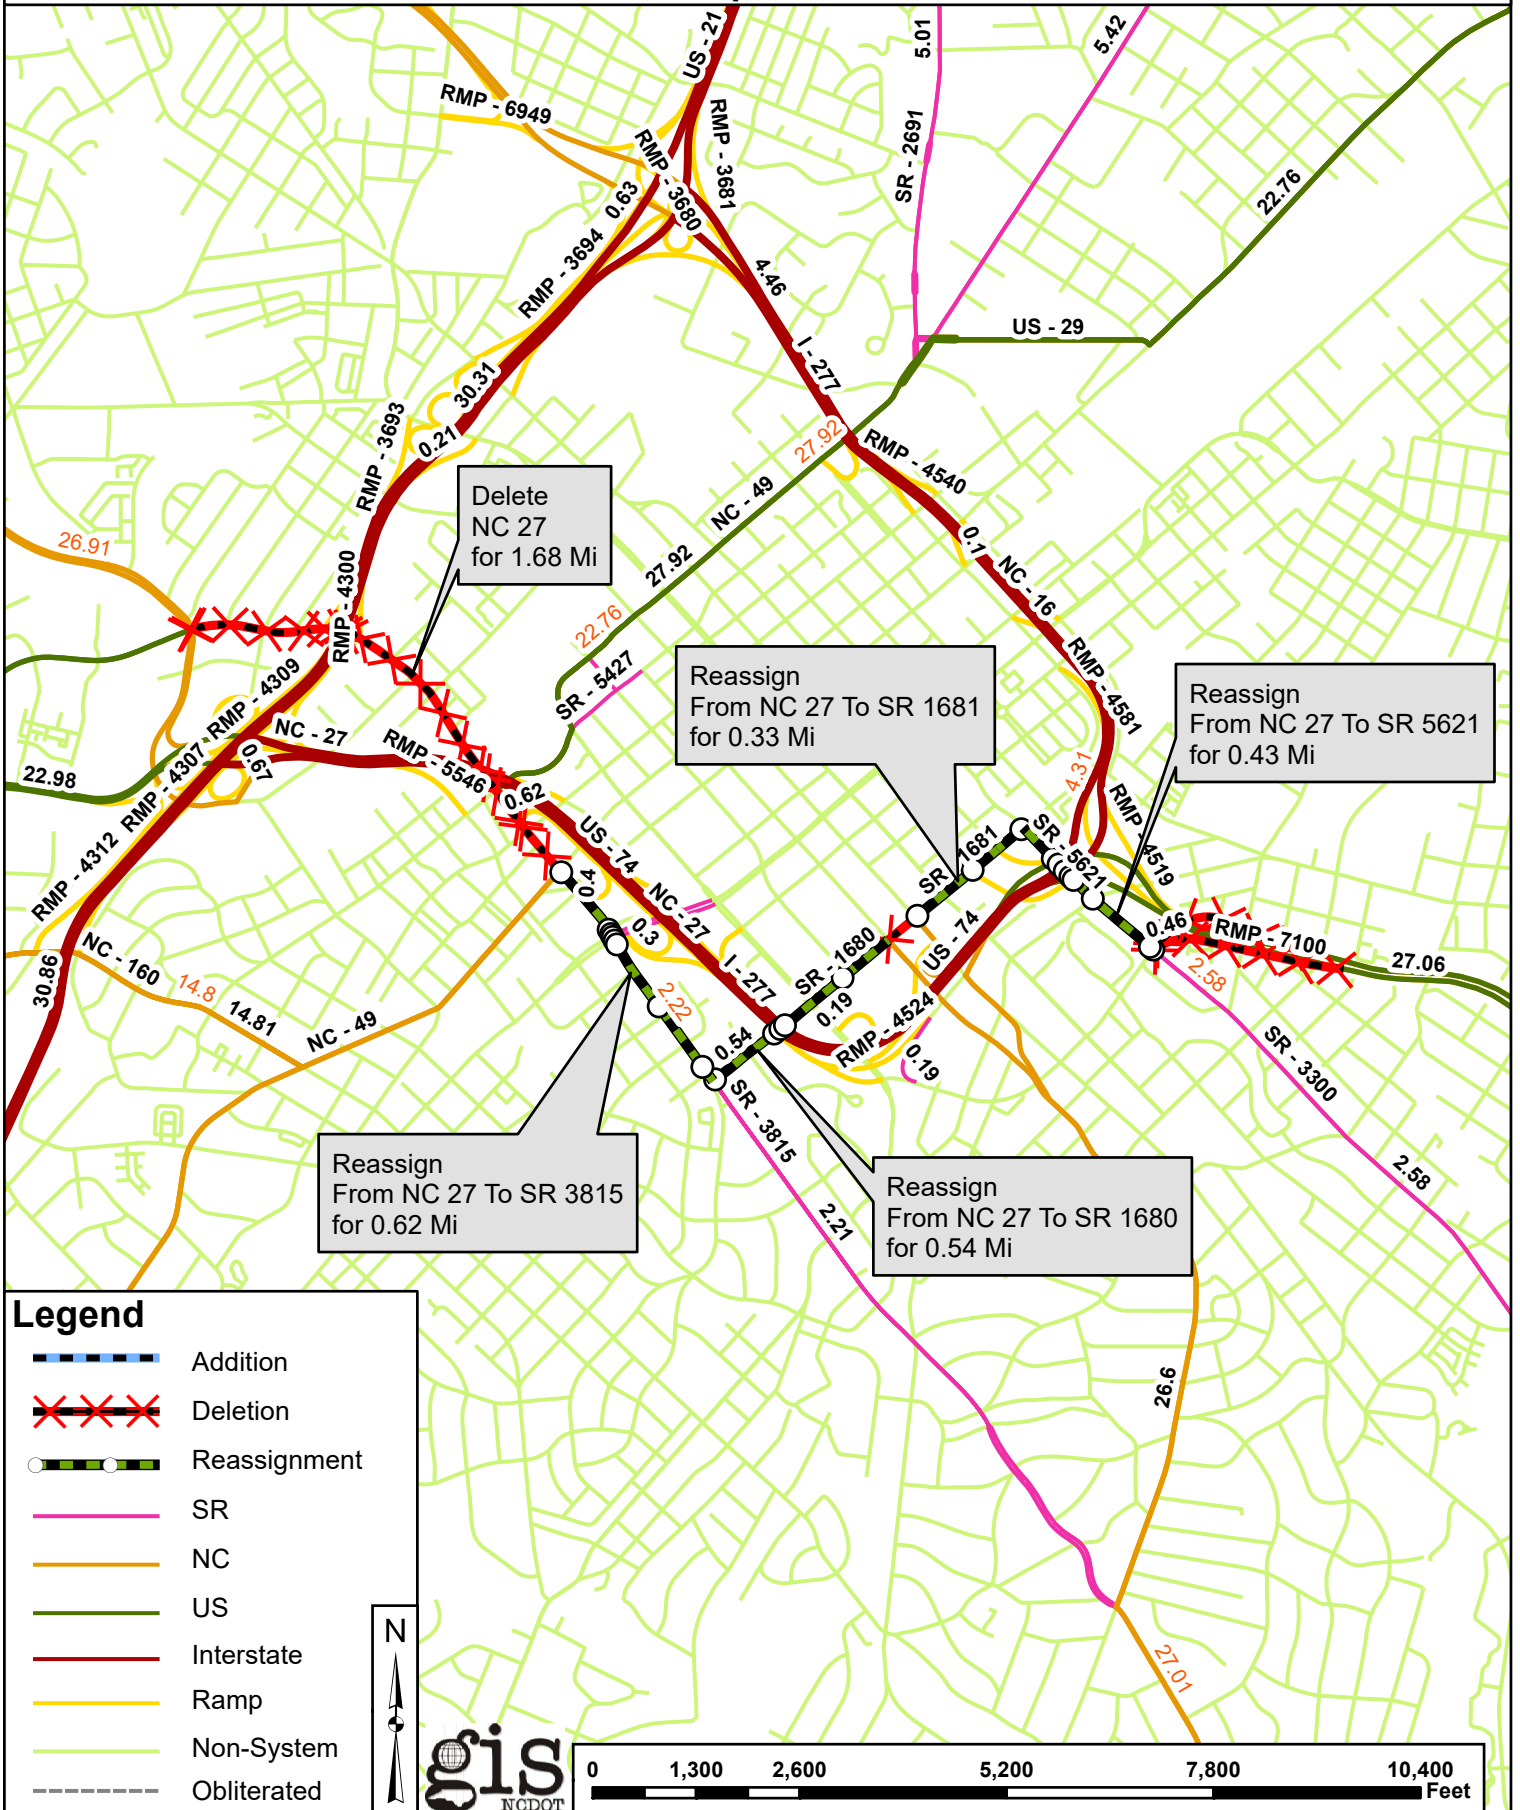 US - 21
5.01
5.42
RMP - 6949
RMP - 3681
RMP - 3680
SR - 2691
0.63
22.76
RMP - 3694
4.46
US - 29
I - 277
30.31
RMP - 3693
0.21
27.92
RMP - 4540
Delete
NC 27
for 1.68 Mi
NC - 49
26.91
27.92
0.1
NC - 16
RMP - 4300
22.76
SR - 5427
Reassign
From NC 27 To SR 1681
for 0.33 Mi
RMP - 4581
Reassign
From NC 27 To SR 5621
for 0.43 Mi
RMP - 4309
NC - 27
RMP - 5546
RMP - 4307
0.67
22.98
4.31
0.62
RMP - 4519
US - 74
SR - 1681
SR - 5621
RMP - 4312
0.4
NC - 27
0.3
0.46
RMP - 7100
US - 74
SR - 1680
NC - 160
27.06
30.86
14.8
14.81
I - 277
2.58
2.22
0.19
NC - 49
0.54
RMP - 4524
0.19
SR - 3300
SR - 3815
Reassign
From NC 27 To SR 3815
for 0.62 Mi
Reassign
From NC 27 To SR 1680
for 0.54 Mi
2.58
2.21
26.6
27.01
Legend
Addition
Deletion
Reassignment
SR
NC
US
Interstate
Ramp
Non-System
Obliterated
N
gis
NCDOT
0 1,300 2,600 5,200 7,800 10,400
Feet